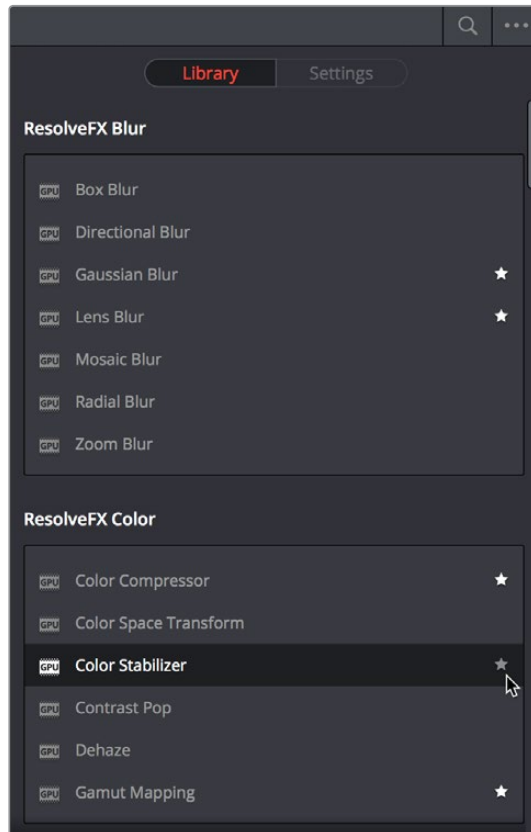 Library Settings
ResolveFX Blur
GPU Box Blur
GPU Directional Blur
GPU Gaussian Blur
GPU Lens Blur
GPU Mosaic Blur
GPU Radial Blur
GPU Zoom Blur
ResolveFX Color
GPU Color Compressor
GPU Color Space Transform
GPU Color Stabilizer
GPU Contrast Pop
GPU Dehaze
GPU Gamut Mapping